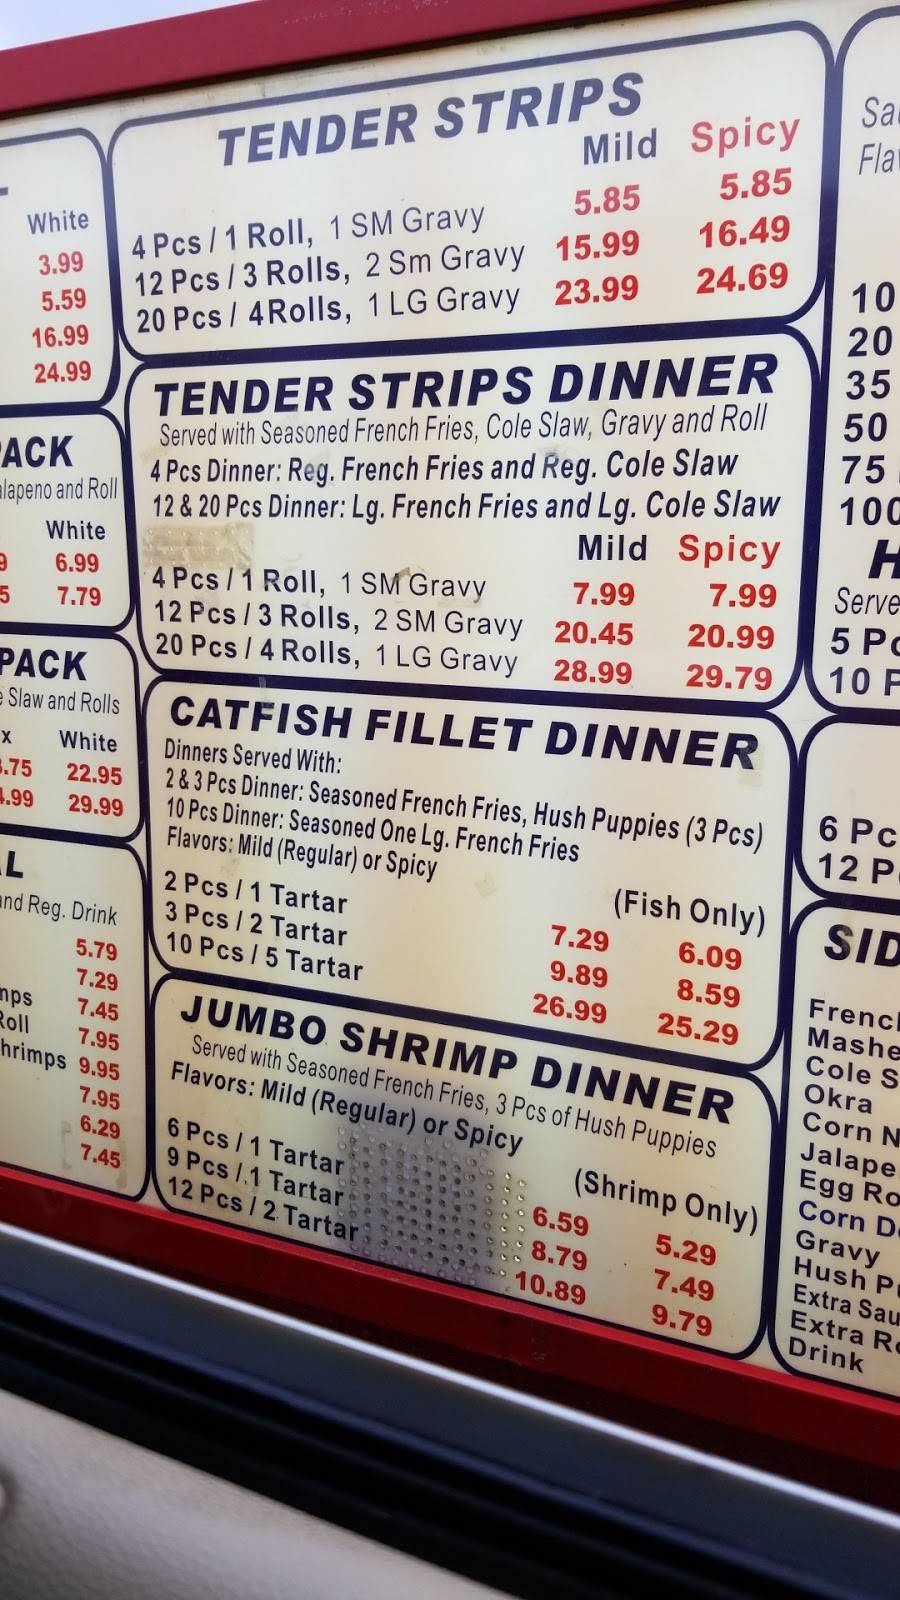 White
3.99
5.59
16.99
24.99
ACK
alapeno and Roll
White
9 6.99
5 7.79
PACK
Slaw and Rolls
x White
.75 22.95
.99 29.99
L
and Reg. Drink
5.79
7.29
mps 7.45
Roll 7.95
hrimps 9.95
7.95
6.29
7.45
TENDER STRIPS
Mild Spicy
4 Pcs / 1 Roll, 1 SM Gravy 5.85 5.85
12 Pcs / 3 Rolls, 2 Sm Gravy 15.99 16.49
20 Pcs / 4Rolls, 1 LG Gravy 23.99 24.69
TENDER STRIPS DINNER
Served with Seasoned French Fries, Cole Slaw, Gravy and Roll
4 Pcs Dinner: Reg. French Fries and Reg. Cole Slaw
12 & 20 Pcs Dinner: Lg. French Fries and Lg. Cole Slaw
Mild Spicy
4 Pcs / 1 Roll, 1 SM Gravy 7.99 7.99
12 Pcs / 3 Rolls, 2 SM Gravy 20.45 20.99
20 Pcs / 4 Rolls, 1 LG Gravy 28.99 29.79
CATFISH FILLET DINNER
Dinners Served With:
2 & 3 Pcs Dinner: Seasoned French Fries, Hush Puppies (3 Pcs)
10 Pcs Dinner: Seasoned One Lg. French Fries
Flavors: Mild (Regular) or Spicy
(Fish Only)
2 Pcs / 1 Tartar 7.29 6.09
3 Pcs / 2 Tartar 9.89 8.59
10 Pcs / 5 Tartar 26.99 25.29
JUMBO SHRIMP DINNER
Served with Seasoned French Fries, 3 Pcs of Hush Puppies
Flavors: Mild (Regular) or Spicy
(Shrimp Only)
6 Pcs / 1 Tartar 6.59 5.29
9 Pcs / 1 Tartar 8.79 7.49
12 Pcs / 2 Tartar 10.89 9.79
Sa
Fla
10
20
35
50
75
100
H
Serve
5 Pc
10 P
6 Pc
12 P
SID
Frencl
Mashe
Cole S
Okra
Corn N
Jalape
Egg Ro
Corn D
Gravy
Hush P
Extra Sau
Extra Ro
Drink